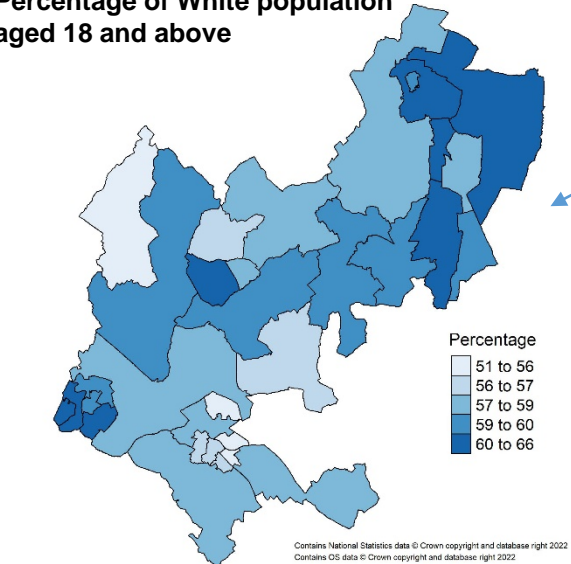 Percentage of White population
aged 18 and above
Percentage
51 to 56
56 to 57
57 to 59
59 to 60
60 to 66
Contains National Statistics data © Crown copyright and database right 2022
Contains OS data © Crown copyright and database right 2022